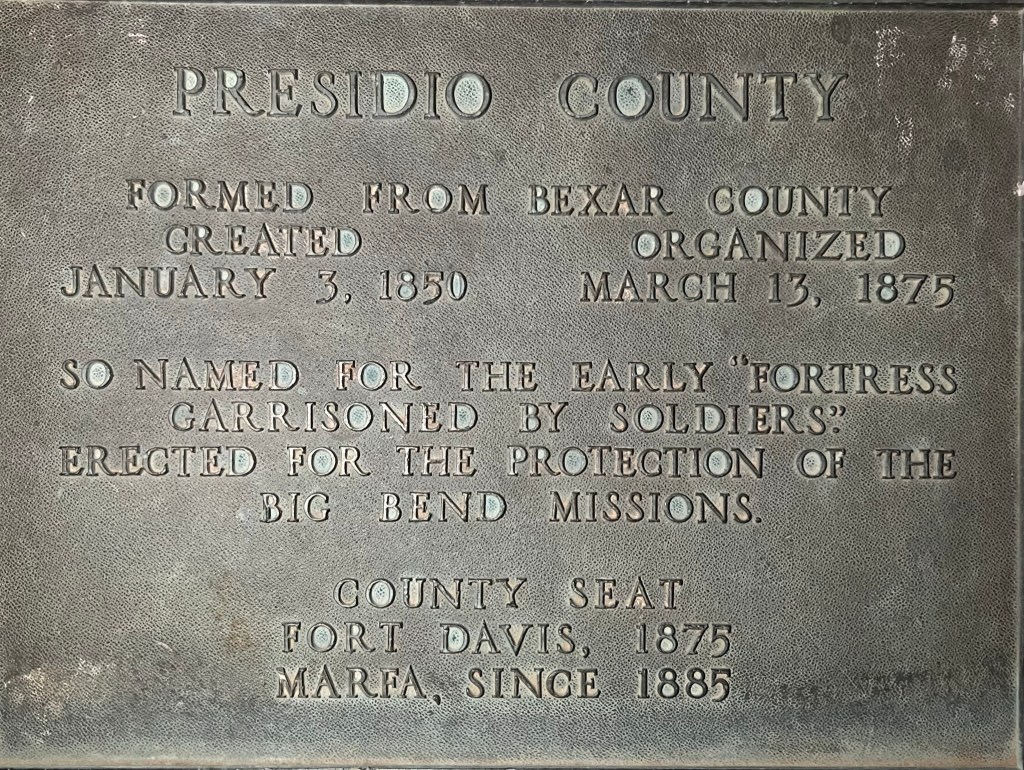 PRESIDIO COUNTY
FORMED FROM BEXAR COUNTY
CREATED ORGANIZED
JANUARY 3, 1850 MARCH 13, 1875
SO NAMED FOR THE EARLY "FORTRESS
GARRISONED BY SOLDIERS".
ERECTED FOR THE PROTECTION OF THE
BIG BEND MISSIONS.
COUNTY SEAT
FORT DAVIS, 1875
MARFA, SINCE 1885